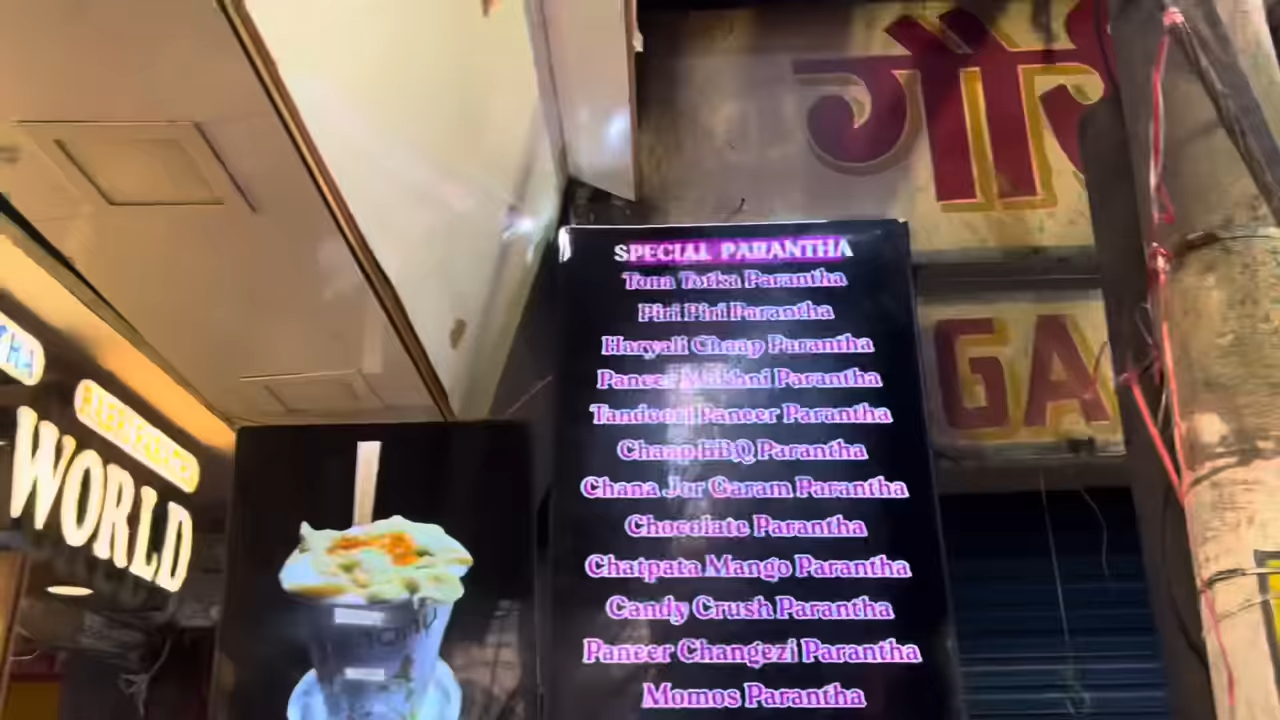 WORLD
SPECIAL PARANTHA
Tona Totka Parantha
Piri Piri Parantha
Haryali Chaap Parantha
Paneer Makhni Parantha
Tandoori Paneer Parantha
Chaap BBQ Parantha
Chana Jor Garam Parantha
Chocolate Parantha
Chatpata Mango Parantha
Candy Crush Parantha
Paneer Changezi Parantha
Momos Parantha
GA